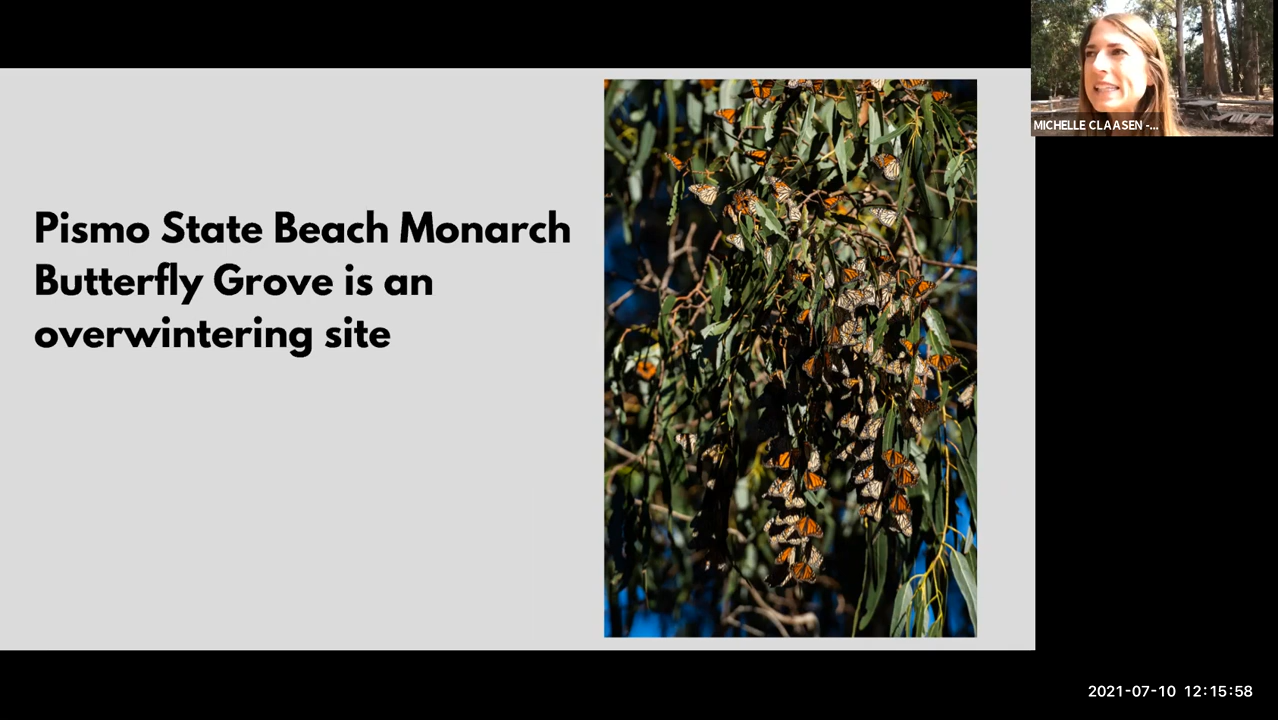 MICHELLE CLAASEN -...
Pismo State Beach Monarch
Butterfly Grove is an
overwintering site
2021-07-10 12:15:58